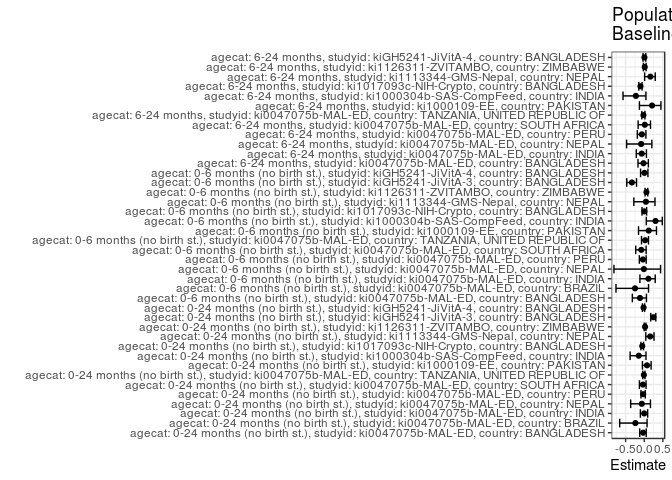 Populat
Baselin
agecat: 6-24 months, studyid: kiGH5241-JiVitA-4, country: BANGLADESH
agecat: 6-24 months, studyid: ki1126311-ZVITAMBO, country: ZIMBABWE
agecat: 6-24 months, studyid: ki1113344-GMS-Nepal, country: NEPAL
agecat: 6-24 months, studyid: ki1017093c-NIH-Crypto, country: BANGLADESH
agecat: 6-24 months, studyid: ki1000304b-SAS-CompFeed, country: INDIA
agecat: 6-24 months, studyid: ki1000109-EE, country: PAKISTAN
agecat: 6-24 months, studyid: ki0047075b-MAL-ED, country: TANZANIA, UNITED REPUBLIC OF
agecat: 6-24 months, studyid: ki0047075b-MAL-ED, country: SOUTH AFRICA
agecat: 6-24 months, studyid: ki0047075b-MAL-ED, country: PERU
agecat: 6-24 months, studyid: ki0047075b-MAL-ED, country: NEPAL
agecat: 6-24 months, studyid: ki0047075b-MAL-ED, country: INDIA
agecat: 6-24 months, studyid: ki0047075b-MAL-ED, country: BANGLADESH
agecat: 0-6 months (no birth st.), studyid: kiGH5241-JiVitA-4, country: BANGLADESH
agecat: 0-6 months (no birth st.), studyid: kiGH5241-JiVitA-3, country: BANGLADESH
agecat: 0-6 months (no birth st.), studyid: ki1126311-ZVITAMBO, country: ZIMBABWE
agecat: 0-6 months (no birth st.), studyid: ki1113344-GMS-Nepal, country: NEPAL
agecat: 0-6 months (no birth st.), studyid: ki1017093c-NIH-Crypto, country: BANGLADESH
agecat: 0-6 months (no birth st.), studyid: ki1000304b-SAS-CompFeed, country: INDIA
agecat: 0-6 months (no birth st.), studyid: ki1000109-EE, country: PAKISTAN
agecat: 0-6 months (no birth st.), studyid: ki0047075b-MAL-ED, country: TANZANIA, UNITED REPUBLIC OF
agecat: 0-6 months (no birth st.), studyid: ki0047075b-MAL-ED, country: SOUTH AFRICA
agecat: 0-6 months (no birth st.), studyid: ki0047075b-MAL-ED, country: PERU
agecat: 0-6 months (no birth st.), studyid: ki0047075b-MAL-ED, country: NEPAL
agecat: 0-6 months (no birth st.), studyid: ki0047075b-MAL-ED, country: INDIA
agecat: 0-6 months (no birth st.), studyid: ki0047075b-MAL-ED, country: BRAZIL
agecat: 0-6 months (no birth st.), studyid: ki0047075b-MAL-ED, country: BANGLADESH
agecat: 0-24 months (no birth st.), studyid: kiGH5241-JiVitA-4, country: BANGLADESH
agecat: 0-24 months (no birth st.), studyid: kiGH5241-JiVitA-3, country: BANGLADESH
agecat: 0-24 months (no birth st.), studyid: ki1126311-ZVITAMBO, country: ZIMBABWE
agecat: 0-24 months (no birth st.), studyid: ki1113344-GMS-Nepal, country: NEPAL
agecat: 0-24 months (no birth st.), studyid: ki1017093c-NIH-Crypto, country: BANGLADESH
agecat: 0-24 months (no birth st.), studyid: ki1000304b-SAS-CompFeed, country: INDIA
agecat: 0-24 months (no birth st.), studyid: ki1000109-EE, country: PAKISTAN
agecat: 0-24 months (no birth st.), studyid: ki0047075b-MAL-ED, country: TANZANIA, UNITED REPUBLIC OF
agecat: 0-24 months (no birth st.), studyid: ki0047075b-MAL-ED, country: SOUTH AFRICA
agecat: 0-24 months (no birth st.), studyid: ki0047075b-MAL-ED, country: PERU
agecat: 0-24 months (no birth st.), studyid: ki0047075b-MAL-ED, country: NEPAL
agecat: 0-24 months (no birth st.), studyid: ki0047075b-MAL-ED, country: INDIA
agecat: 0-24 months (no birth st.), studyid: ki0047075b-MAL-ED, country: BRAZIL
agecat: 0-24 months (no birth st.), studyid: ki0047075b-MAL-ED, country: BANGLADESH
-0.5 0.0 0.5
Estimate